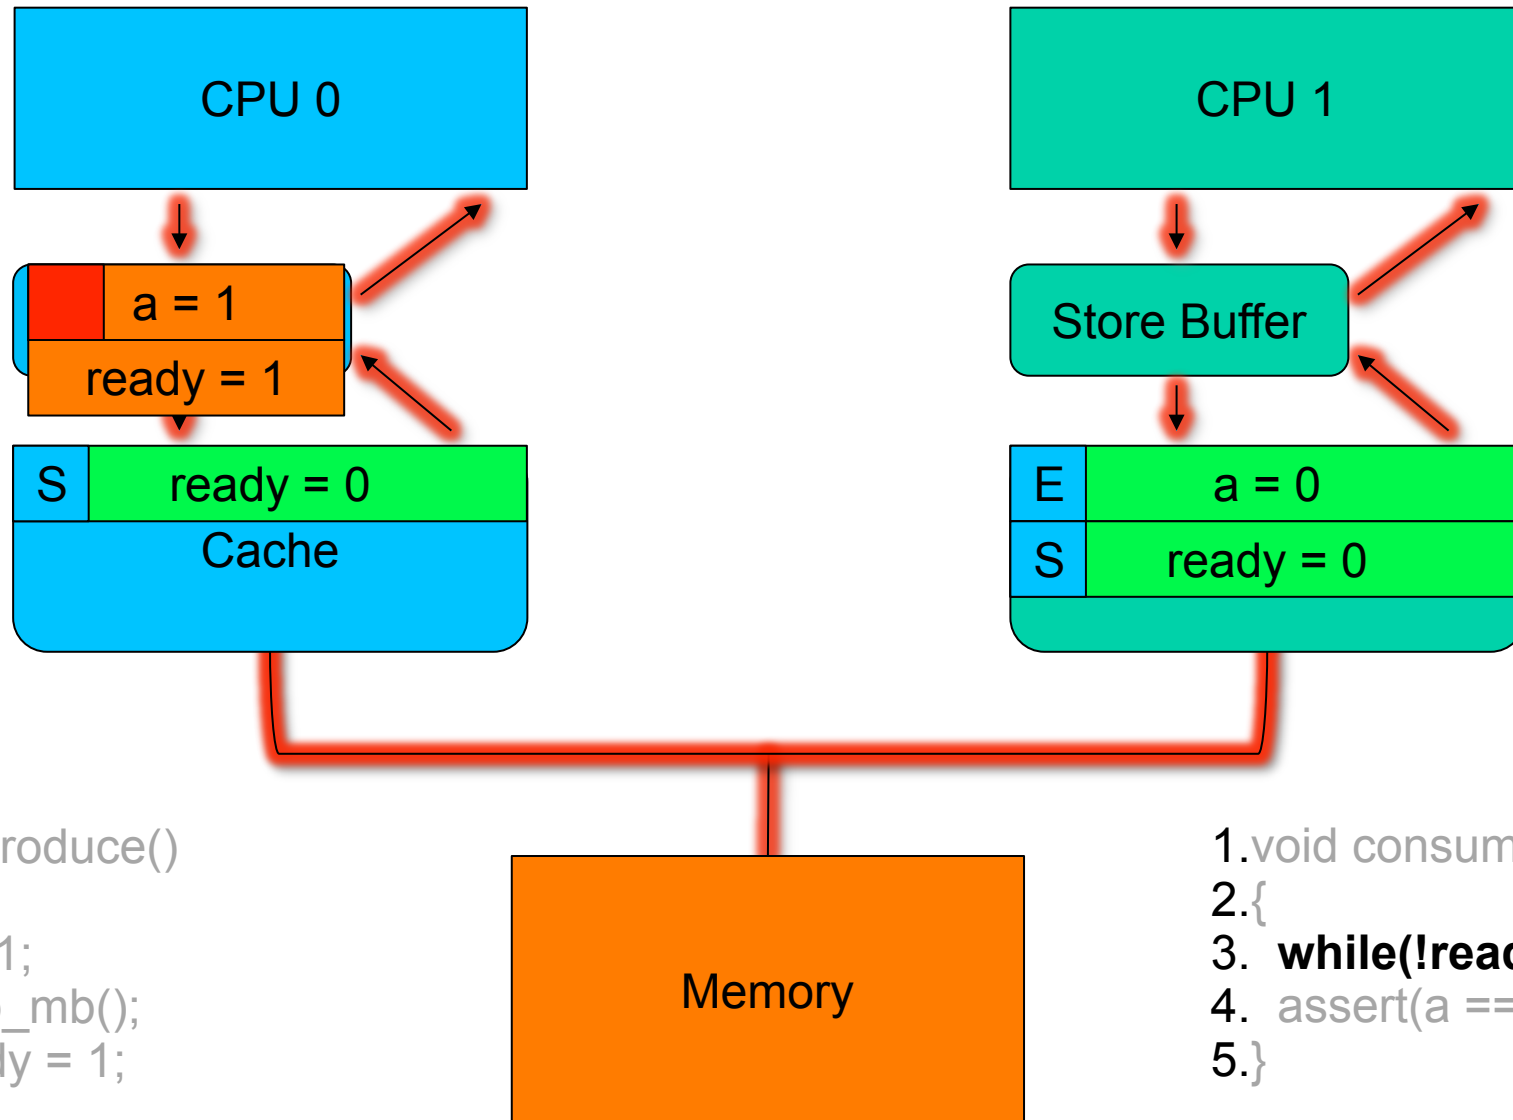 CPU 0
CPU 1
a = 1
ready = 1
Store Buffer
S ready = 0
Cache
E a = 0
S ready = 0
Memory
roduce()
1;
_mb();
dy = 1;
1.void consum
2.{
3. while(!read
4. assert(a ==
5.}